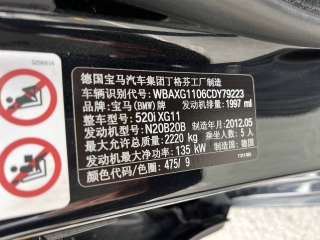 德国宝马汽车集团丁格芬工厂制造
车辆识别代号: WBAXG1106CDY79223
品牌: 宝马(BMW)牌 发动机排量: 1997 ml
整车型号: 520i XG11
发动机型号: N20B20B 制造年月: 2012.05
最大允许总质量: 2220 kg 乘坐人数: 5 人
发动机最大净功率: 135 kW 制造国: 德国
颜色代码/色圈: 475/ 9